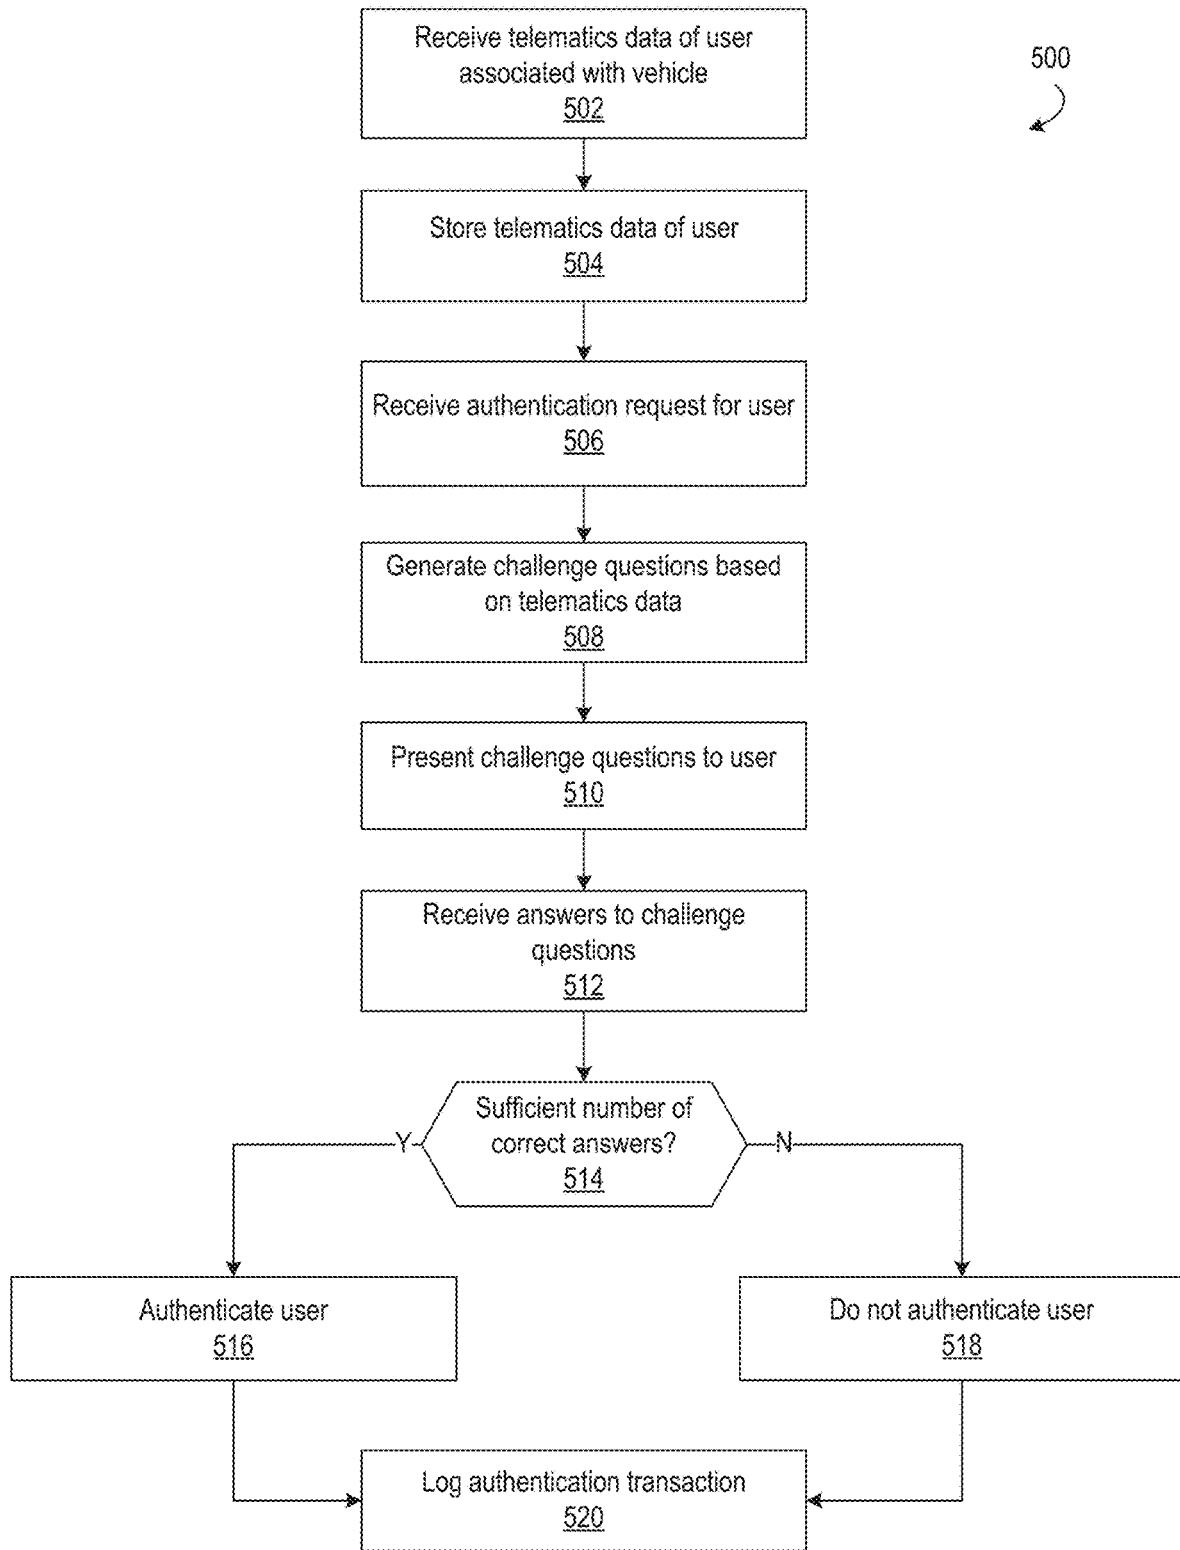 Receive telematics data of user
associated with vehicle
502
500
Store telematics data of user
504
Receive authentication request for user
506
Generate challenge questions based
on telematics data
508
Present challenge questions to user
510
Receive answers to challenge
questions
512
Sufficient number of
correct answers?
514
Y
N
Authenticate user
516
Do not authenticate user
518
Log authentication transaction
520